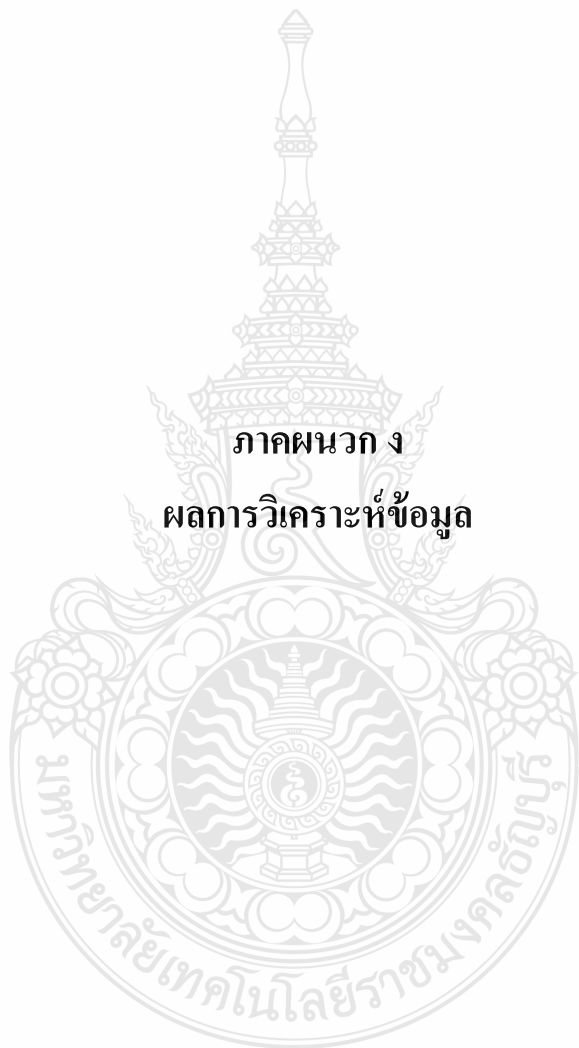 ภาคผนวก ง
ผลการวิเคราะห์ข้อมูล
มหาวิทยาลัยเทคโนโลยีราชมงคลธัญบุรี